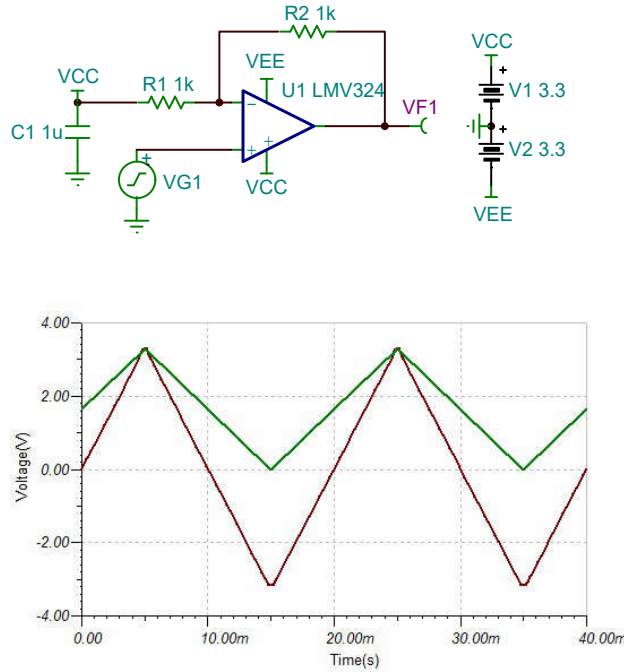 R2 1k
VCC
VEE
VCC
R1 1k
U1 LMV324
V1 3.3
VF1
C1 1u
V2 3.3
VG1
VCC
VEE
4.00
2.00
Voltage(V)
0.00
-2.00
-4.00
0.00 10.00m 20.00m 30.00m 40.00m
Time(s)